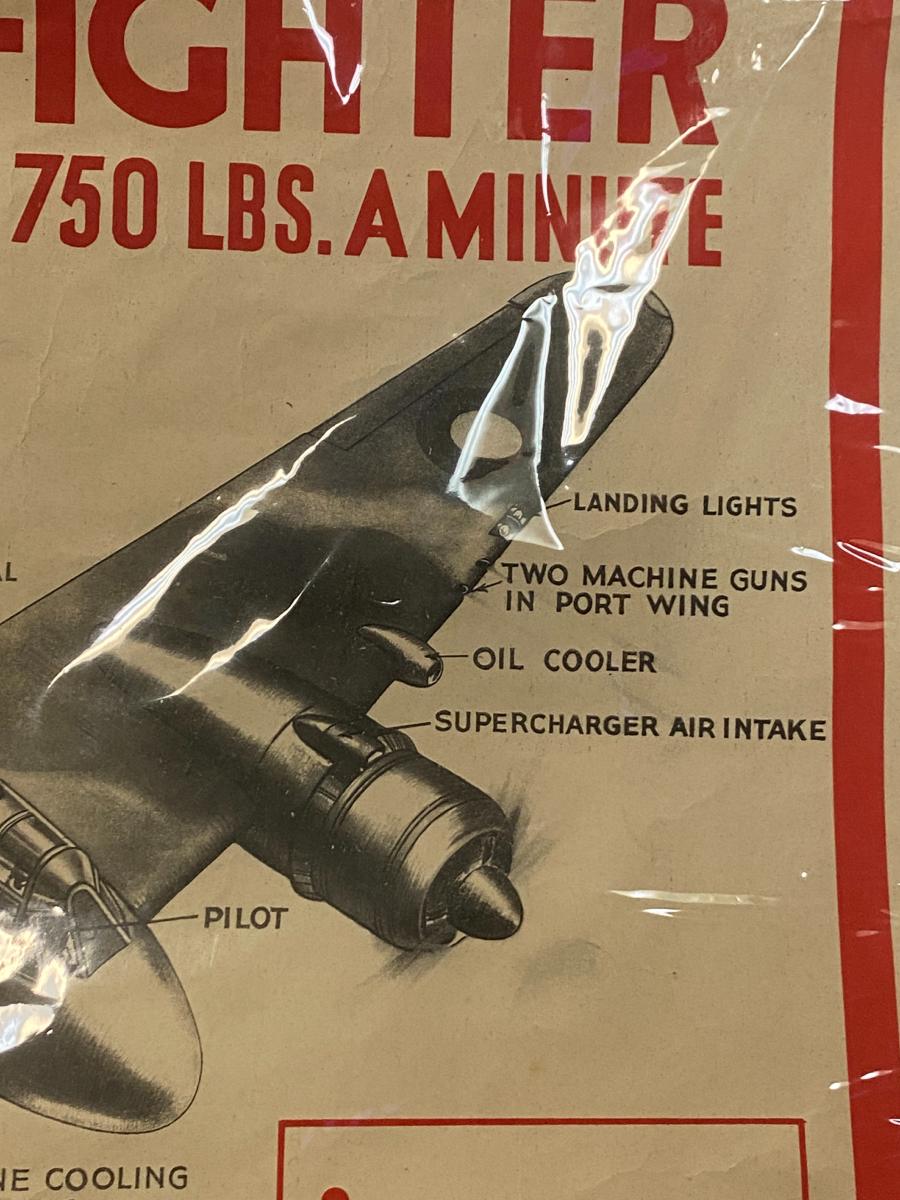 FIGHTER
750 LBS. A MINUTE
LANDING LIGHTS
TWO MACHINE GUNS
IN PORT WING
OIL COOLER
SUPERCHARGER AIR INTAKE
PILOT
COOLING